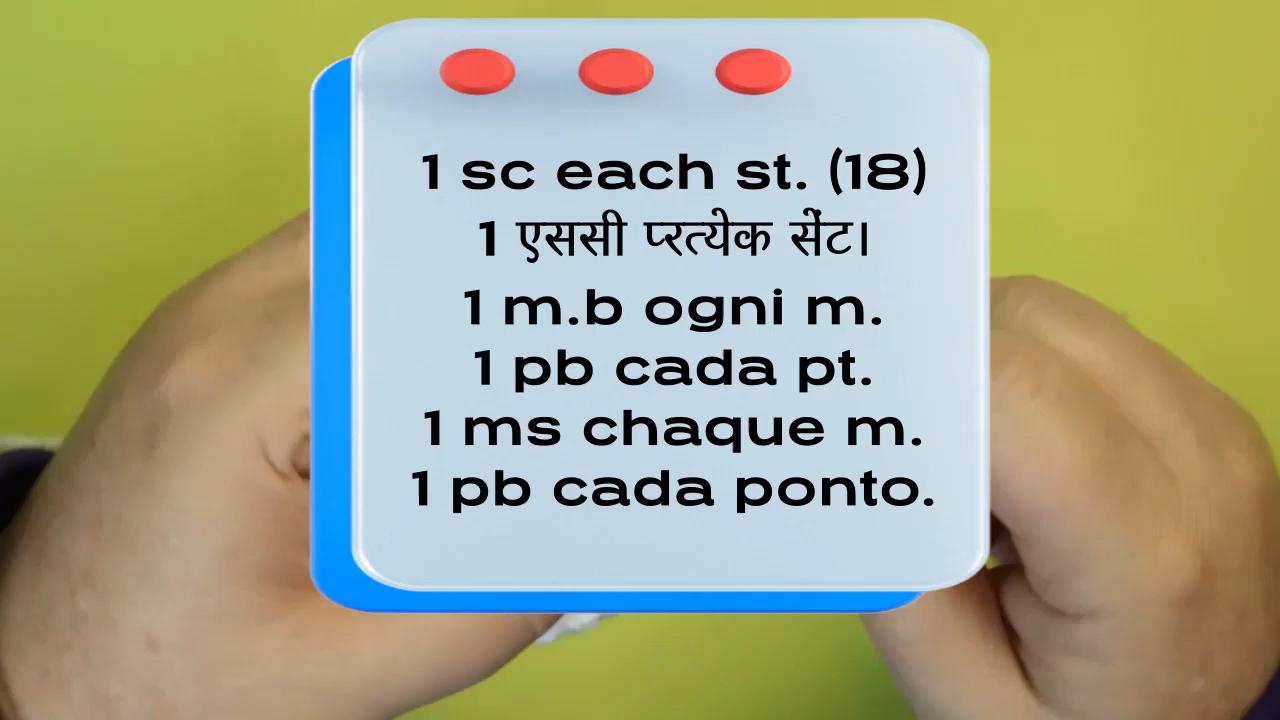 1 sc each st. (18)
1 एससी प्रत्येक सेंट।
1 m.b ogni m.
1 pb cada pt.
1 ms chaque m.
1 pb cada ponto.